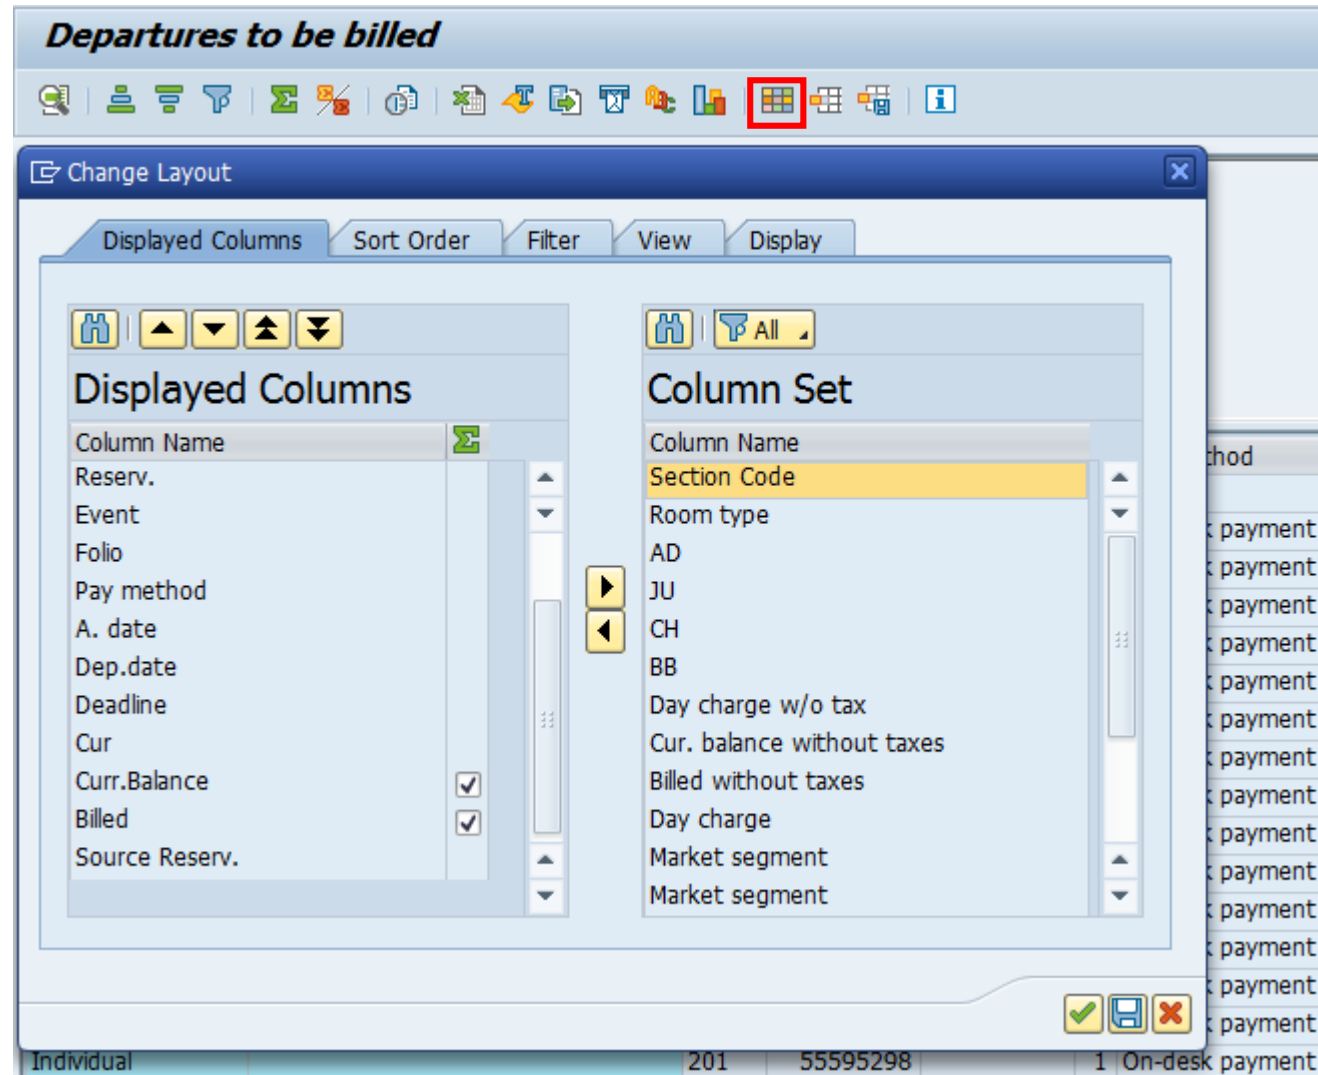 Departures to be billed
Change Layout
Displayed Columns Sort Order Filter View Display
All
Displayed Columns Column Set
Column Name Column Name
Reserv. Section Code
Event Room type
Folio AD
Pay method JU
A. date CH
Dep.date BB
Deadline Day charge w/o tax
Cur Cur. balance without taxes
Curr.Balance Billed without taxes
Billed Day charge
Source Reserv. Market segment
Market segment
thod
payment
payment
payment
payment
payment
payment
payment
payment
payment
payment
payment
payment
payment
payment
Individual 201 55595298 1 On-desk payment